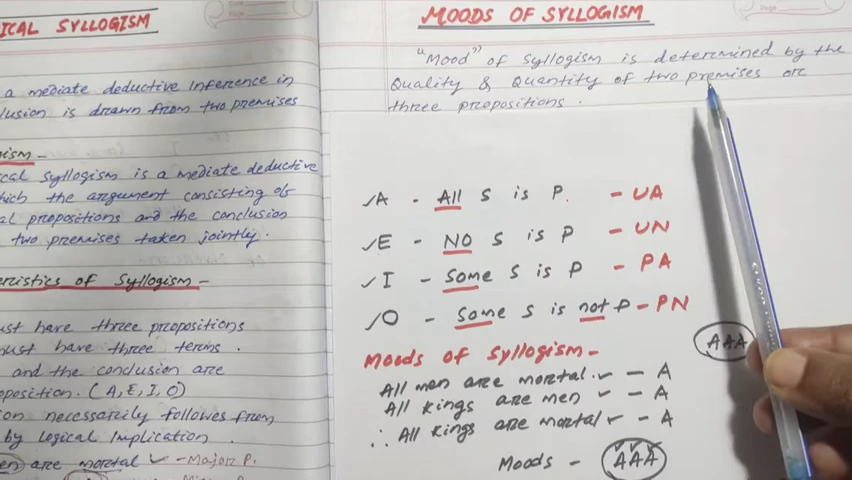 ICAL SYLLOGISM
a mediate deductive inference in
lusion is drawn from two premises
ism -
cal syllogism is a mediate deductive
hich the argument consisting of
al propositions and the conclusion
two premises taken jointly.
cteristics of Syllogism -
ust have three propositions
must have three terms.
and the conclusion are
position. (A, E, I, O)
ion necessarily follows from
by logical implication.
en are mortal ✓ - Major P.
MOODS OF SYLLOGISM
"Mood" of Syllogism is determined by the
Quality & Quantity of two premises or
three propositions.
✓A - All S is P. - UA
✓E - NO S is P - UN
✓I - Some S is P - PA
✓O - Some S is not P - PN
Moods of Syllogism -
All men are mortal. ✓ - A
All Kings are men ✓ - A
∴ All Kings are mortal ✓ - A
Moods - AAA
AAA